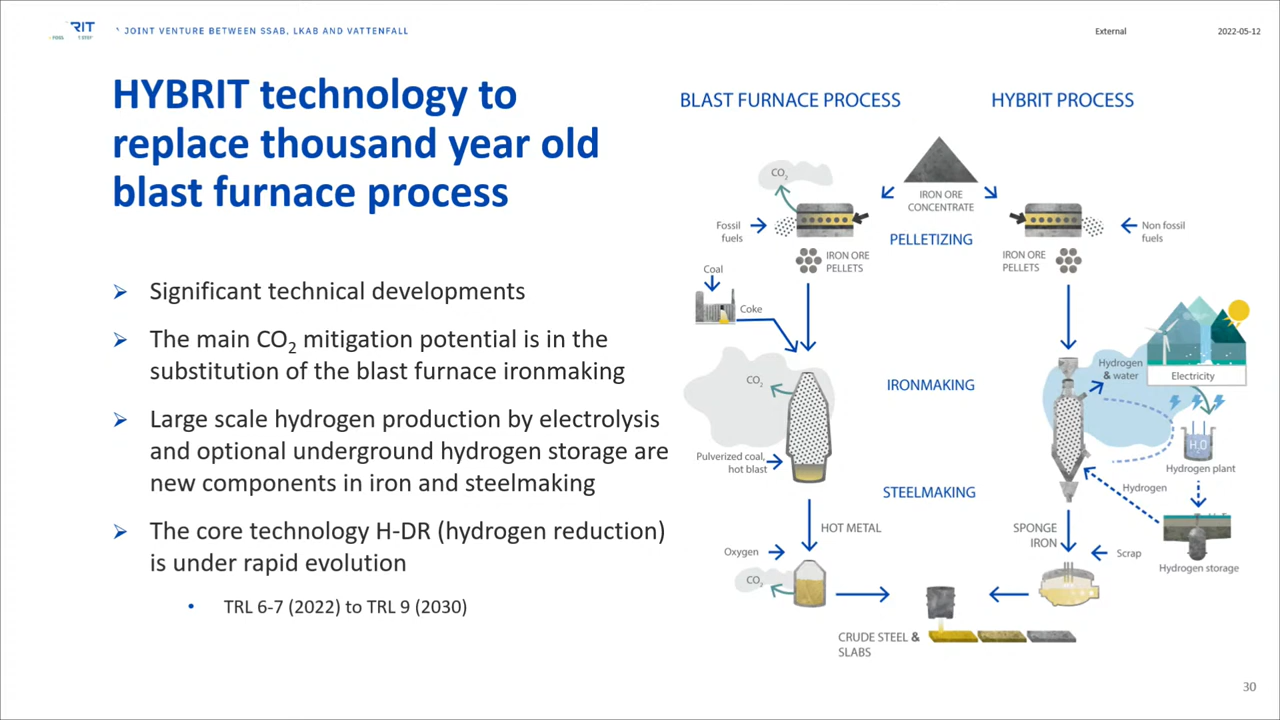 RIT
A JOINT VENTURE BETWEEN SSAB, LKAB AND VATTENFALL
External
2022-05-12
HYBRIT technology to
replace thousand year old
blast furnace process
Significant technical developments
The main CO2 mitigation potential is in the
substitution of the blast furnace ironmaking
Large scale hydrogen production by electrolysis
and optional underground hydrogen storage are
new components in iron and steelmaking
The core technology H-DR (hydrogen reduction)
is under rapid evolution
TRL 6-7 (2022) to TRL 9 (2030)
BLAST FURNACE PROCESS
HYBRIT PROCESS
CO2
IRON ORE
CONCENTRATE
Fossil
fuels
PELLETIZING
Non fossil
fuels
IRON ORE
PELLETS
IRON ORE
PELLETS
Coal
Coke
CO2
IRONMAKING
Hydrogen
& water
Electricity
H2O
Pulverized coal,
hot blast
Hydrogen plant
STEELMAKING
Hydrogen
HOT METAL
SPONGE
IRON
Oxygen
Scrap
Hydrogen storage
CO2
CRUDE STEEL &
SLABS
30